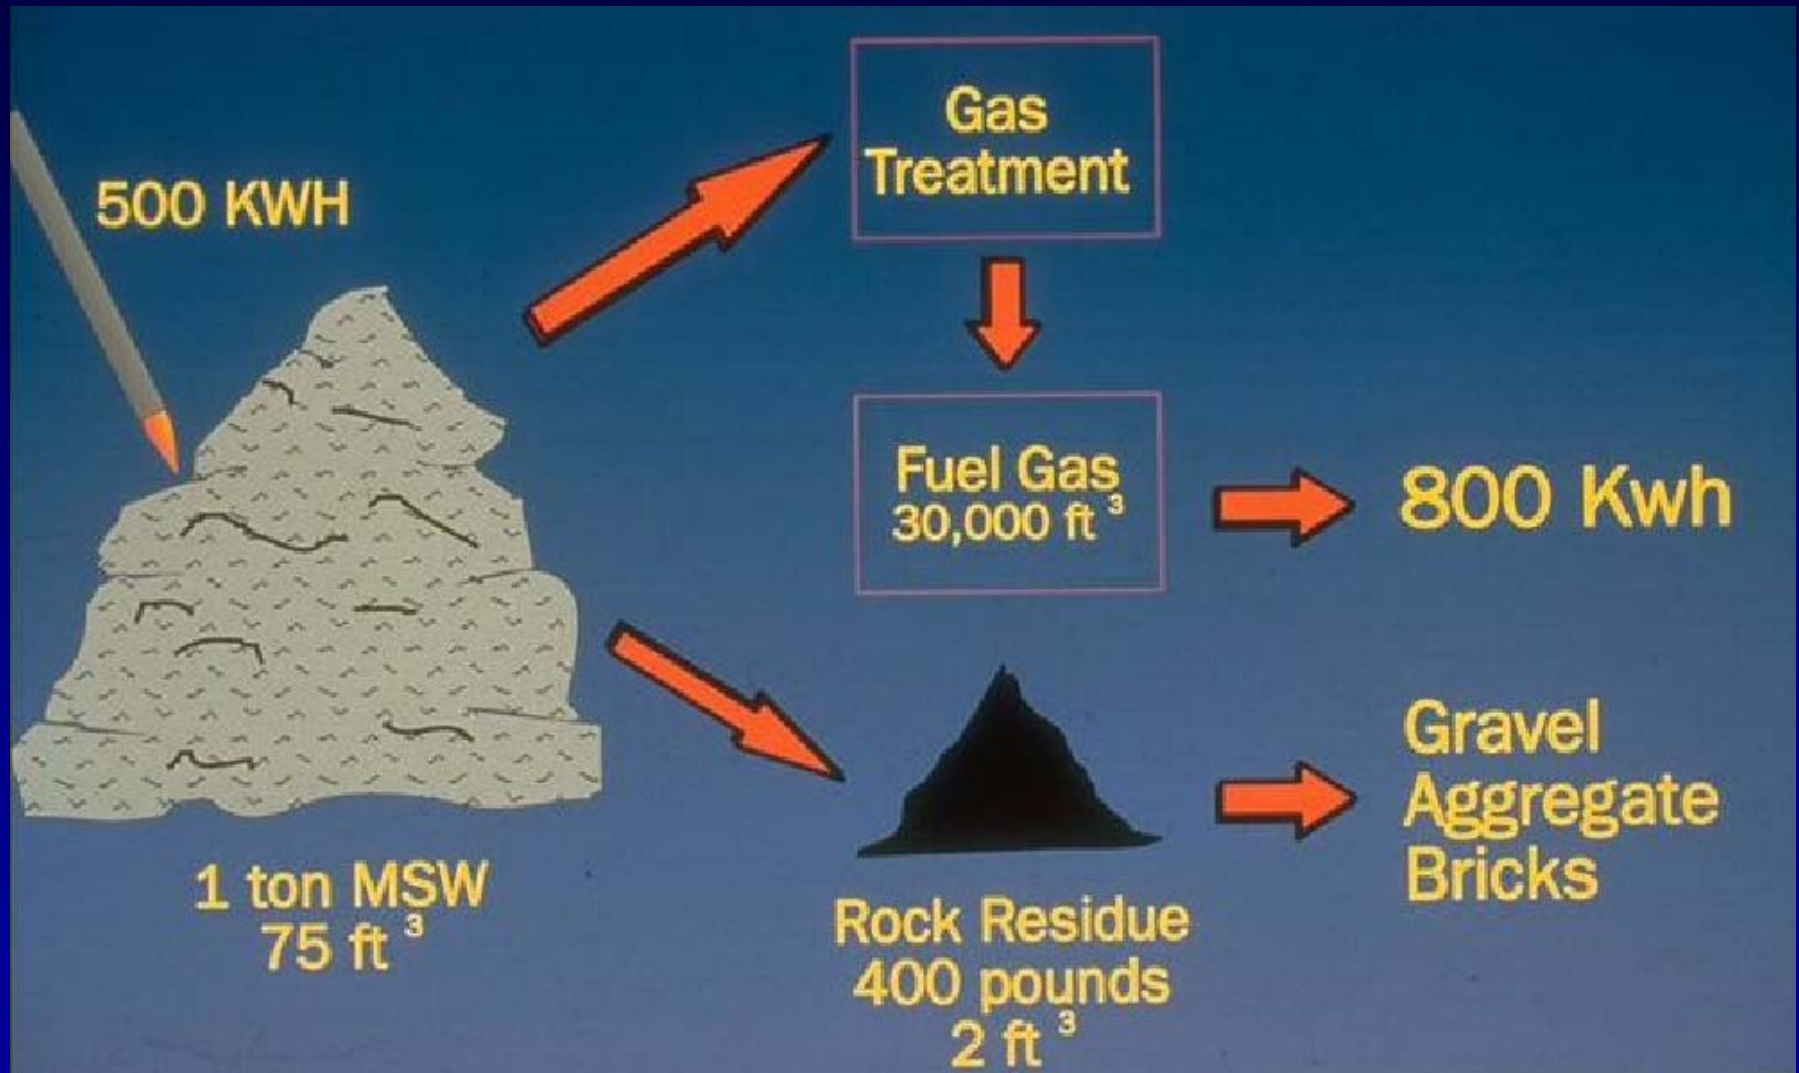 500 KWH
Gas
Treatment
Fuel Gas
30,000 ft ³
800 Kwh
1 ton MSW
75 ft ³
Rock Residue
400 pounds
2 ft ³
Gravel
Aggregate
Bricks